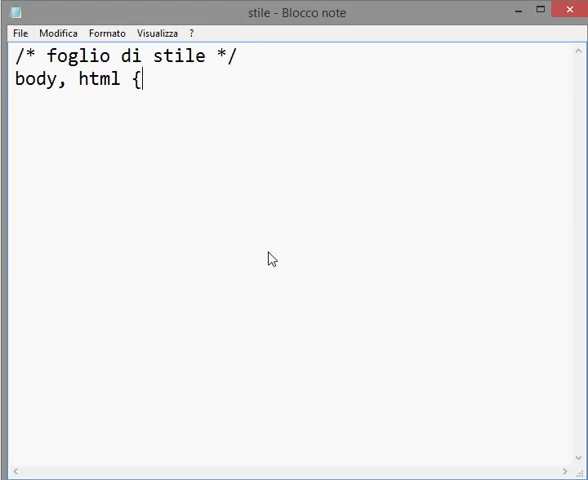 stile - Blocco note
File Modifica Formato Visualizza ?
/* foglio di stile */
body, html {